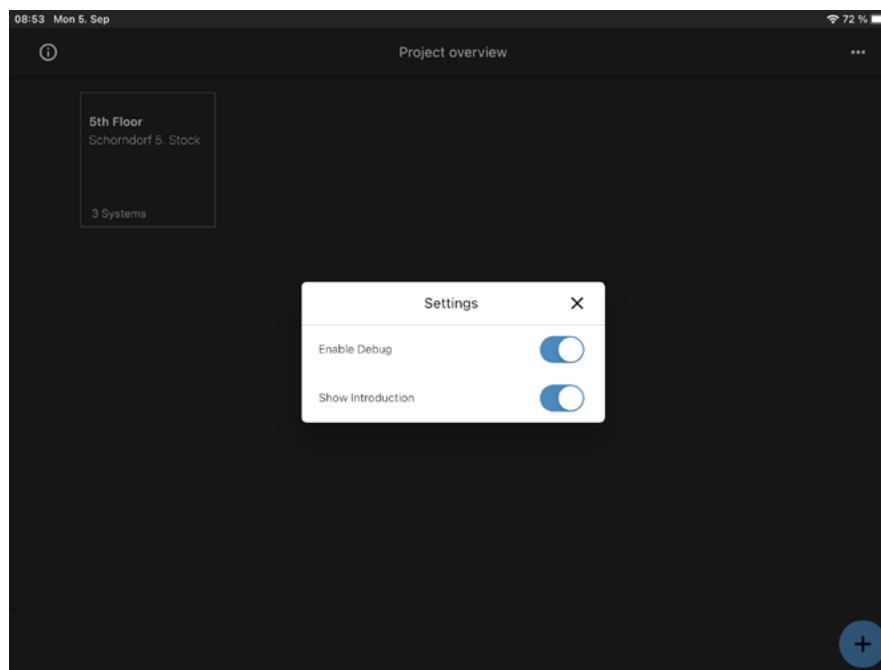 08:53 Mon 5. Sep 72 %
Project overview
5th Floor
Schorndorf 5. Stock
3 Systems
Settings
Enable Debug
Show Introduction